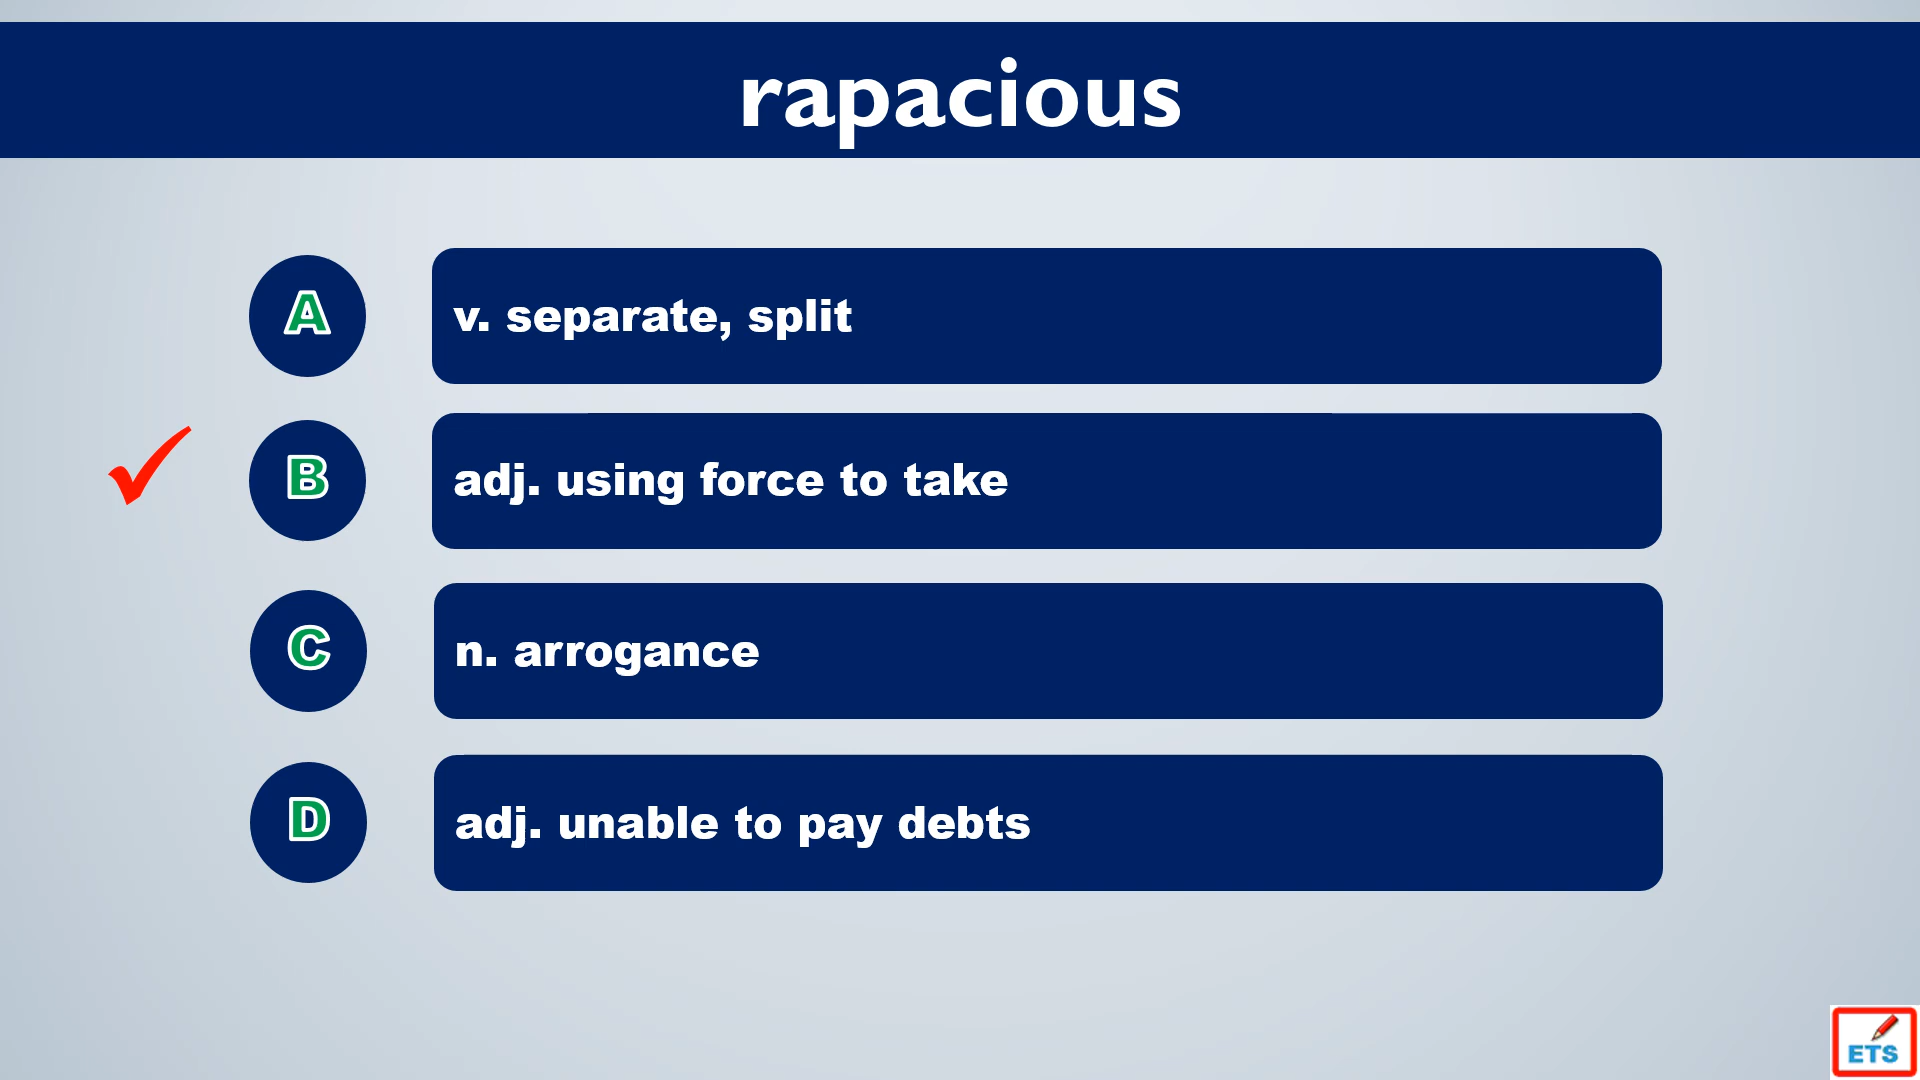 rapacious
A
v. separate, split
B
adj. using force to take
C
n. arrogance
D
adj. unable to pay debts
ETS